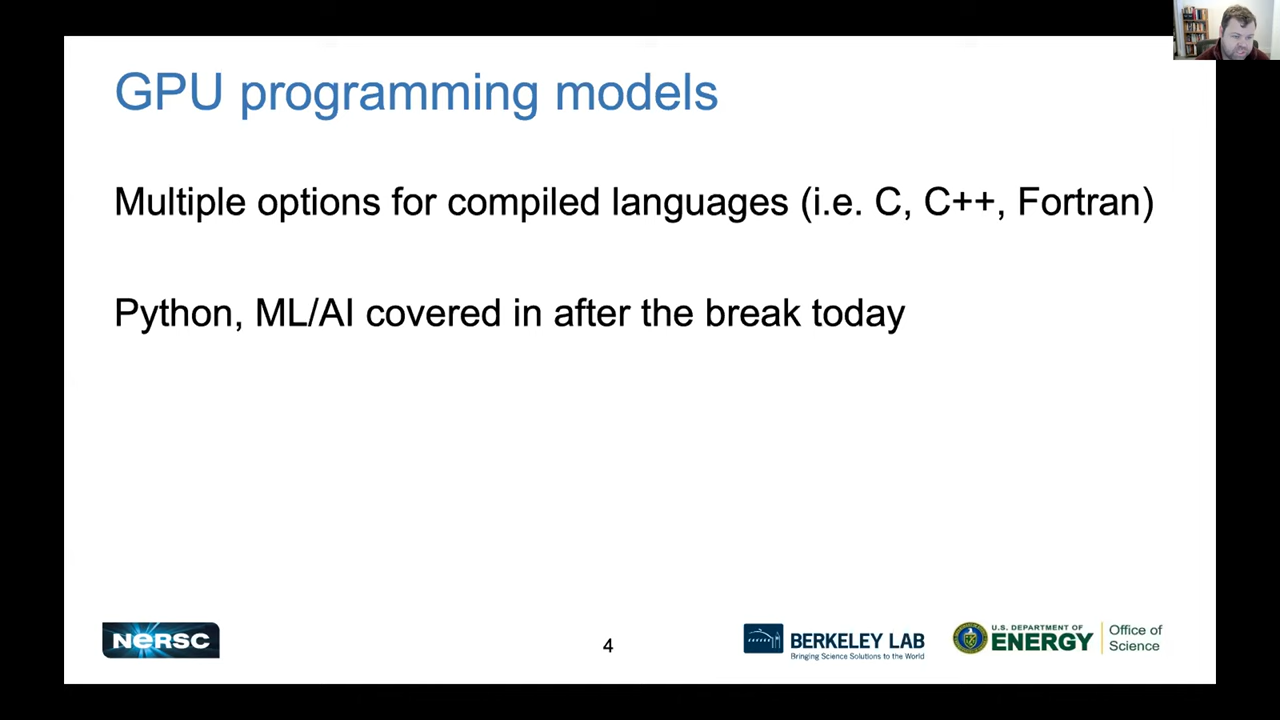 GPU programming models
Multiple options for compiled languages (i.e. C, C++, Fortran)
Python, ML/AI covered in after the break today
NERSC
4
BERKELEY LAB
Bringing Science Solutions to the World
U.S. DEPARTMENT OF
ENERGY
Office of
Science